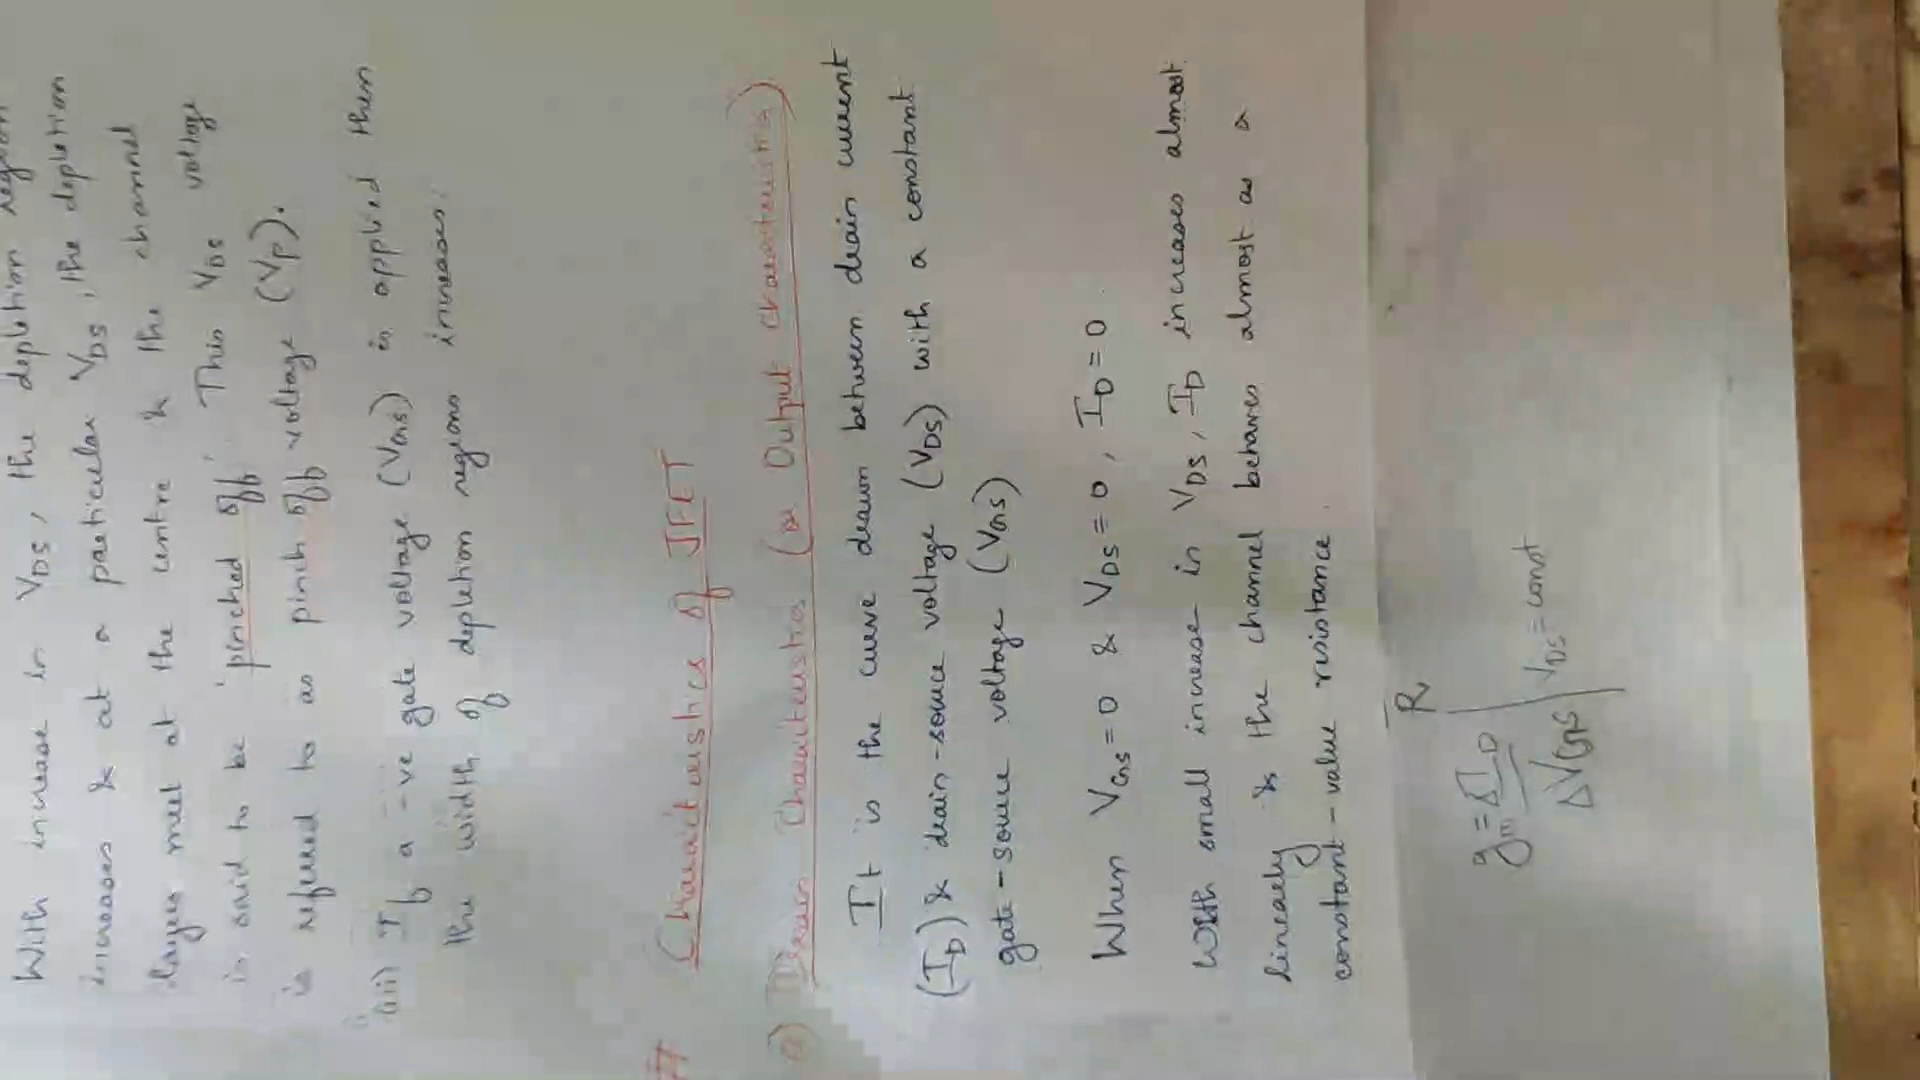 With increase in VDS, the depletion region
increases & at a particular VDS, the depletion
layers meet at the centre & the channel
is said to be 'pinched off'. This VDS voltage
is referred to as pinch off voltage (VP).
(iii) If a -ve gate voltage (VGS) is applied then
the width of depletion regions increases.
# Characteristics of JFET
a) Drain Characteristics (or Output Characteristics)
It is the curve drawn between drain current
(ID) & drain-source voltage (VDS) with a constant
gate-source voltage (VGS)
When VGS = 0 & VDS = 0, ID = 0.
With small increase in VDS, ID increases almost
linearly & the channel behaves almost as a
constant-value resistance.
R
gm = ΔID / ΔVGS | VDS = const